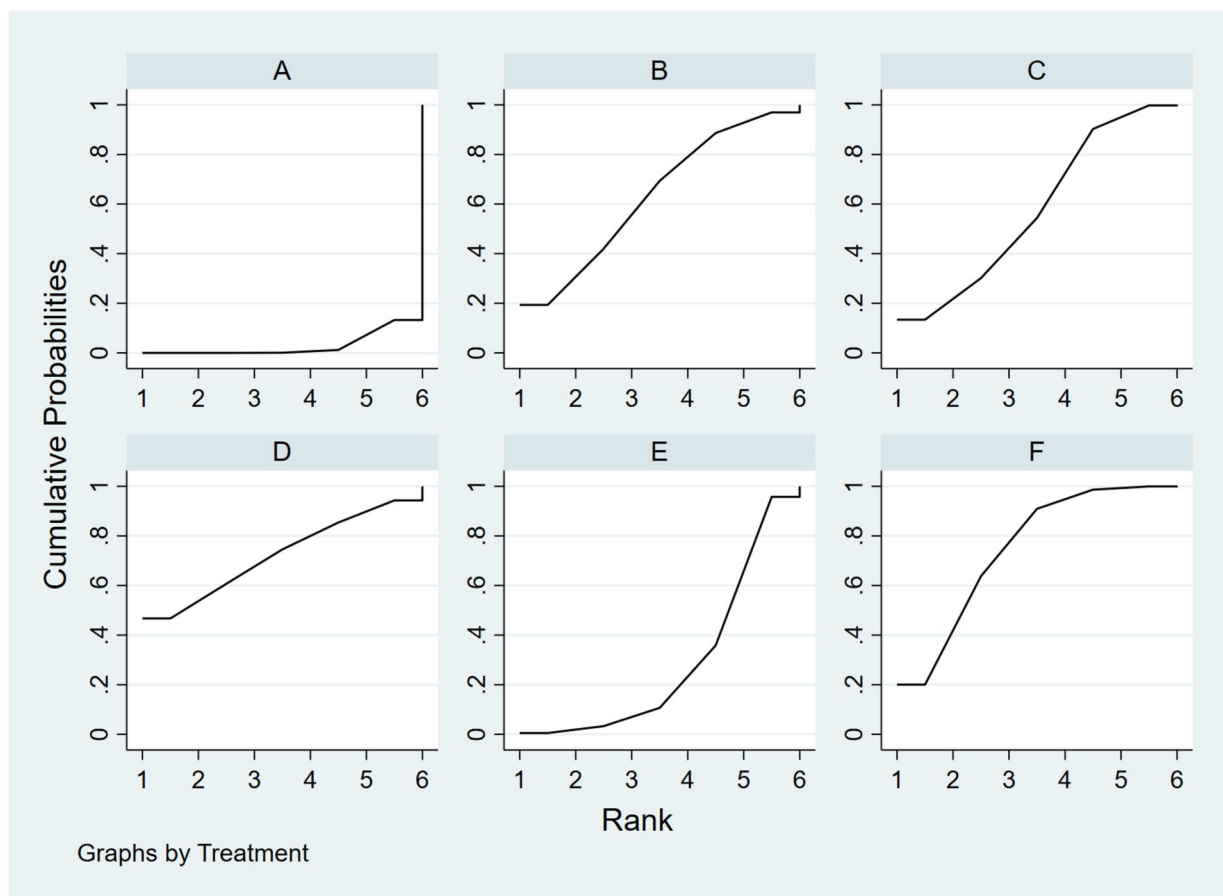 A B C
1 1 1
.8 .8 .8
.6 .6 .6
.4 .4 .4
.2 .2 .2
0 0 0
1 2 3 4 5 6 1 2 3 4 5 6 1 2 3 4 5 6
Cumulative Probabilities
D E F
1 1 1
.8 .8 .8
.6 .6 .6
.4 .4 .4
.2 .2 .2
0 0 0
1 2 3 4 5 6 1 2 3 4 5 6 1 2 3 4 5 6
Rank
Graphs by Treatment